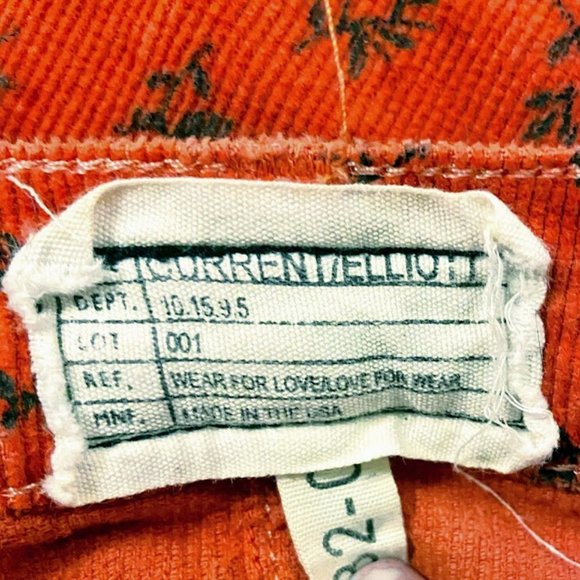 CURRENT/ELLIOTT
DEPT. 10.15.9.5
LOT 001
REF. WEAR FOR LOVE/LOVE FOR WEAR
MNF. MADE IN THE USA